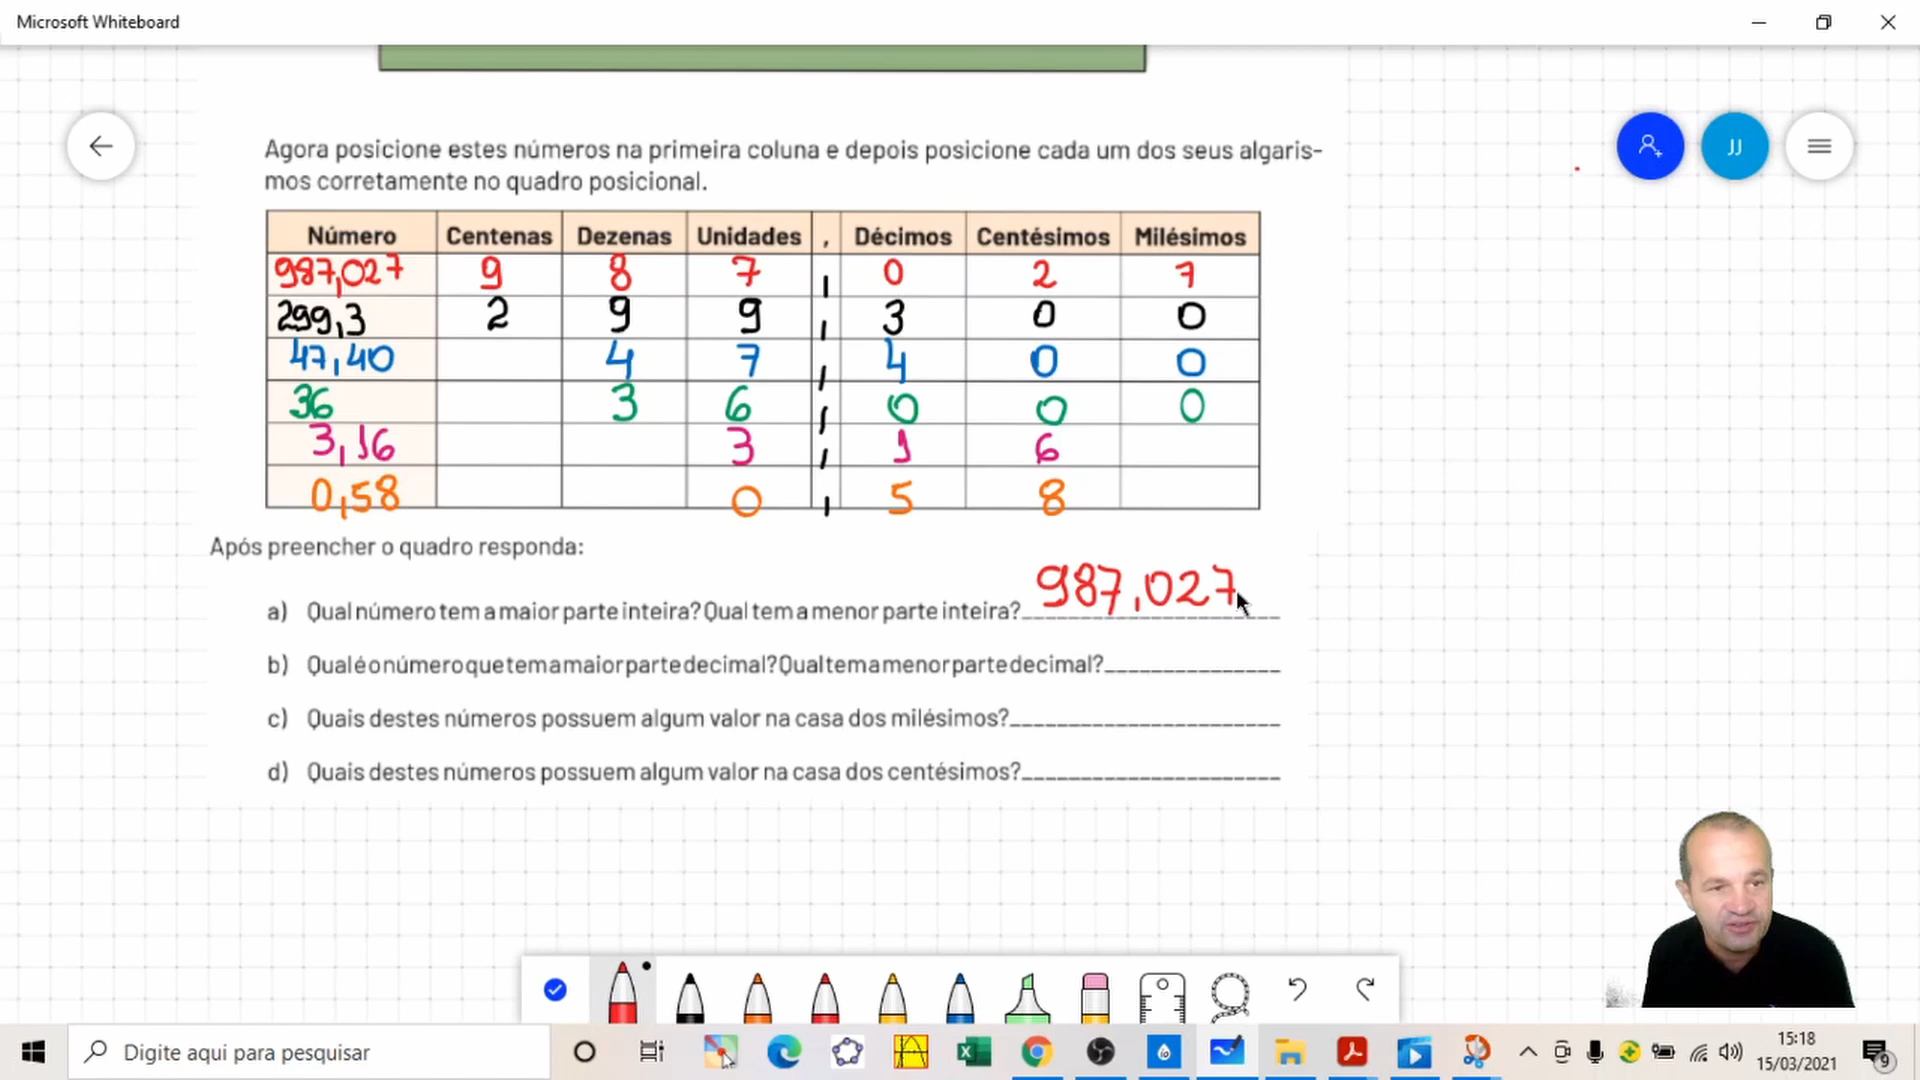 Microsoft Whiteboard
JJ
Agora posicione estes números na primeira coluna e depois posicione cada um dos seus algaris-
mos corretamente no quadro posicional.
Número Centenas Dezenas Unidades , Décimos Centésimos Milésimos
987,027 9 8 7 , 0 2 7
299,3 2 9 9 , 3 0 0
47,40 4 7 , 4 0 0
36 3 6 , 0 0 0
3,16 3 , 1 6
0,58 0 , 5 8
Após preencher o quadro responda:
987,027
a) Qual número tem a maior parte inteira? Qual tem a menor parte inteira?
b) Qual é o número que tem a maior parte decimal? Qual tem a menor parte decimal?
c) Quais destes números possuem algum valor na casa dos milésimos?
d) Quais destes números possuem algum valor na casa dos centésimos?
Digite aqui para pesquisar
15:18
15/03/2021
9